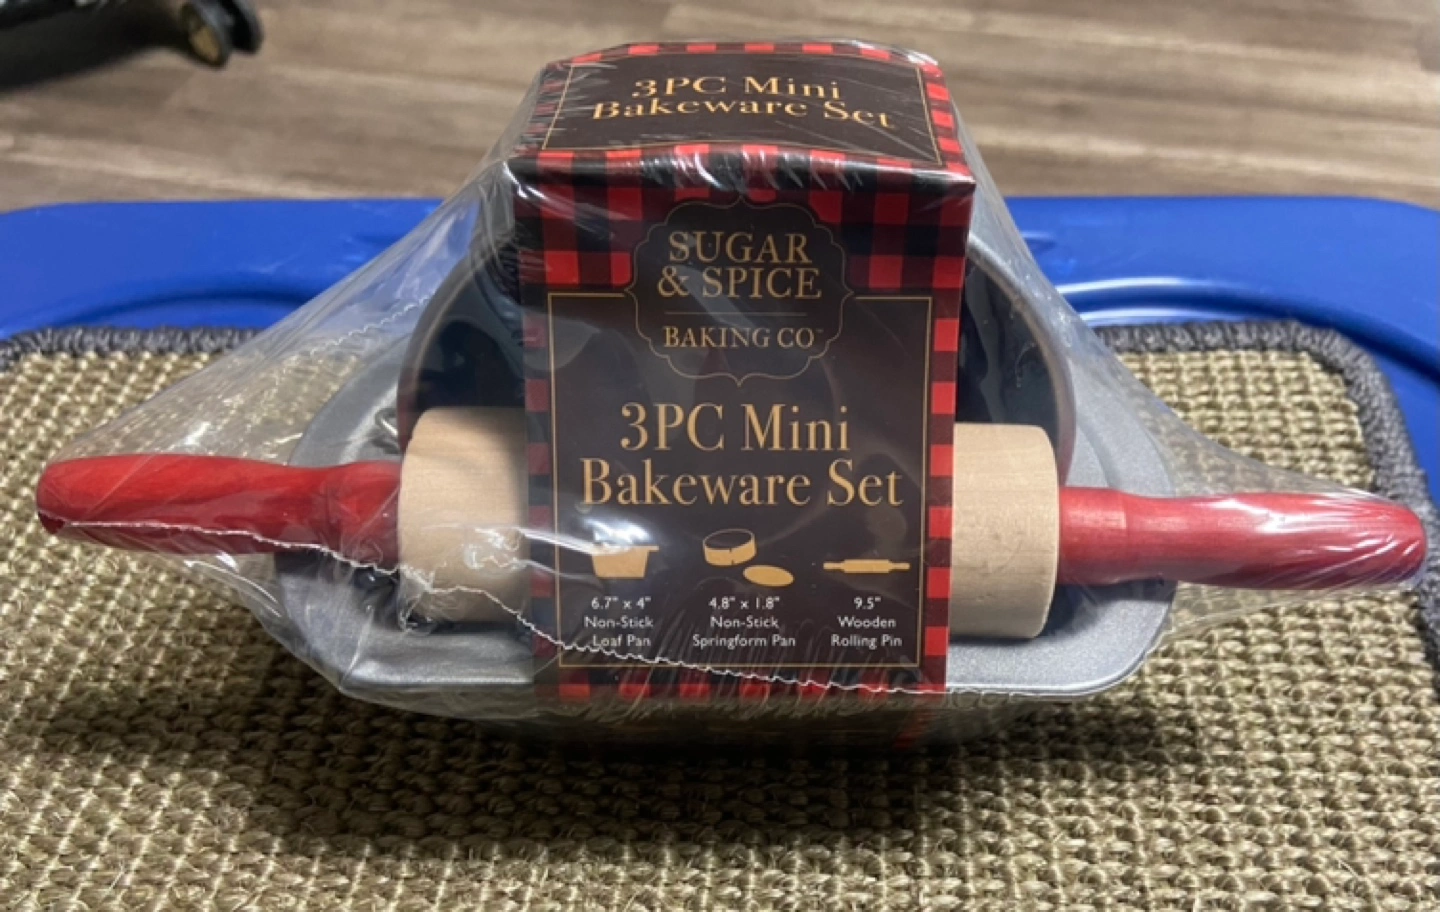 3PC Mini
Bakeware Set
SUGAR
& SPICE
BAKING CO™
3PC Mini
Bakeware Set
6.7" x 4"
Non-Stick
Loaf Pan
4.8" x 1.8"
Non-Stick
Springform Pan
9.5"
Wooden
Rolling Pin